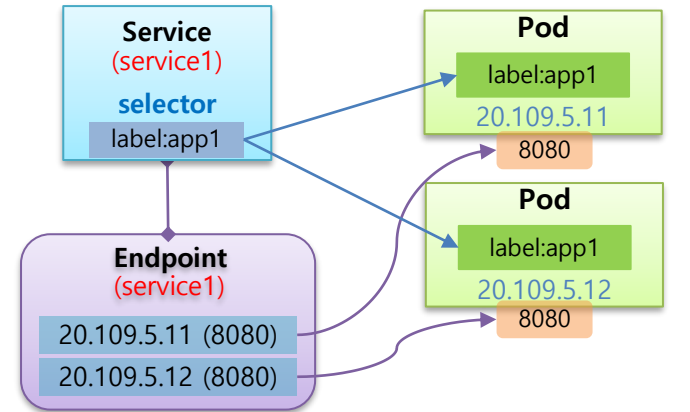 Service
(service1)
selector
label:app1
Pod
label:app1
20.109.5.11
8080
Pod
label:app1
20.109.5.12
8080
Endpoint
(service1)
20.109.5.11 (8080)
20.109.5.12 (8080)